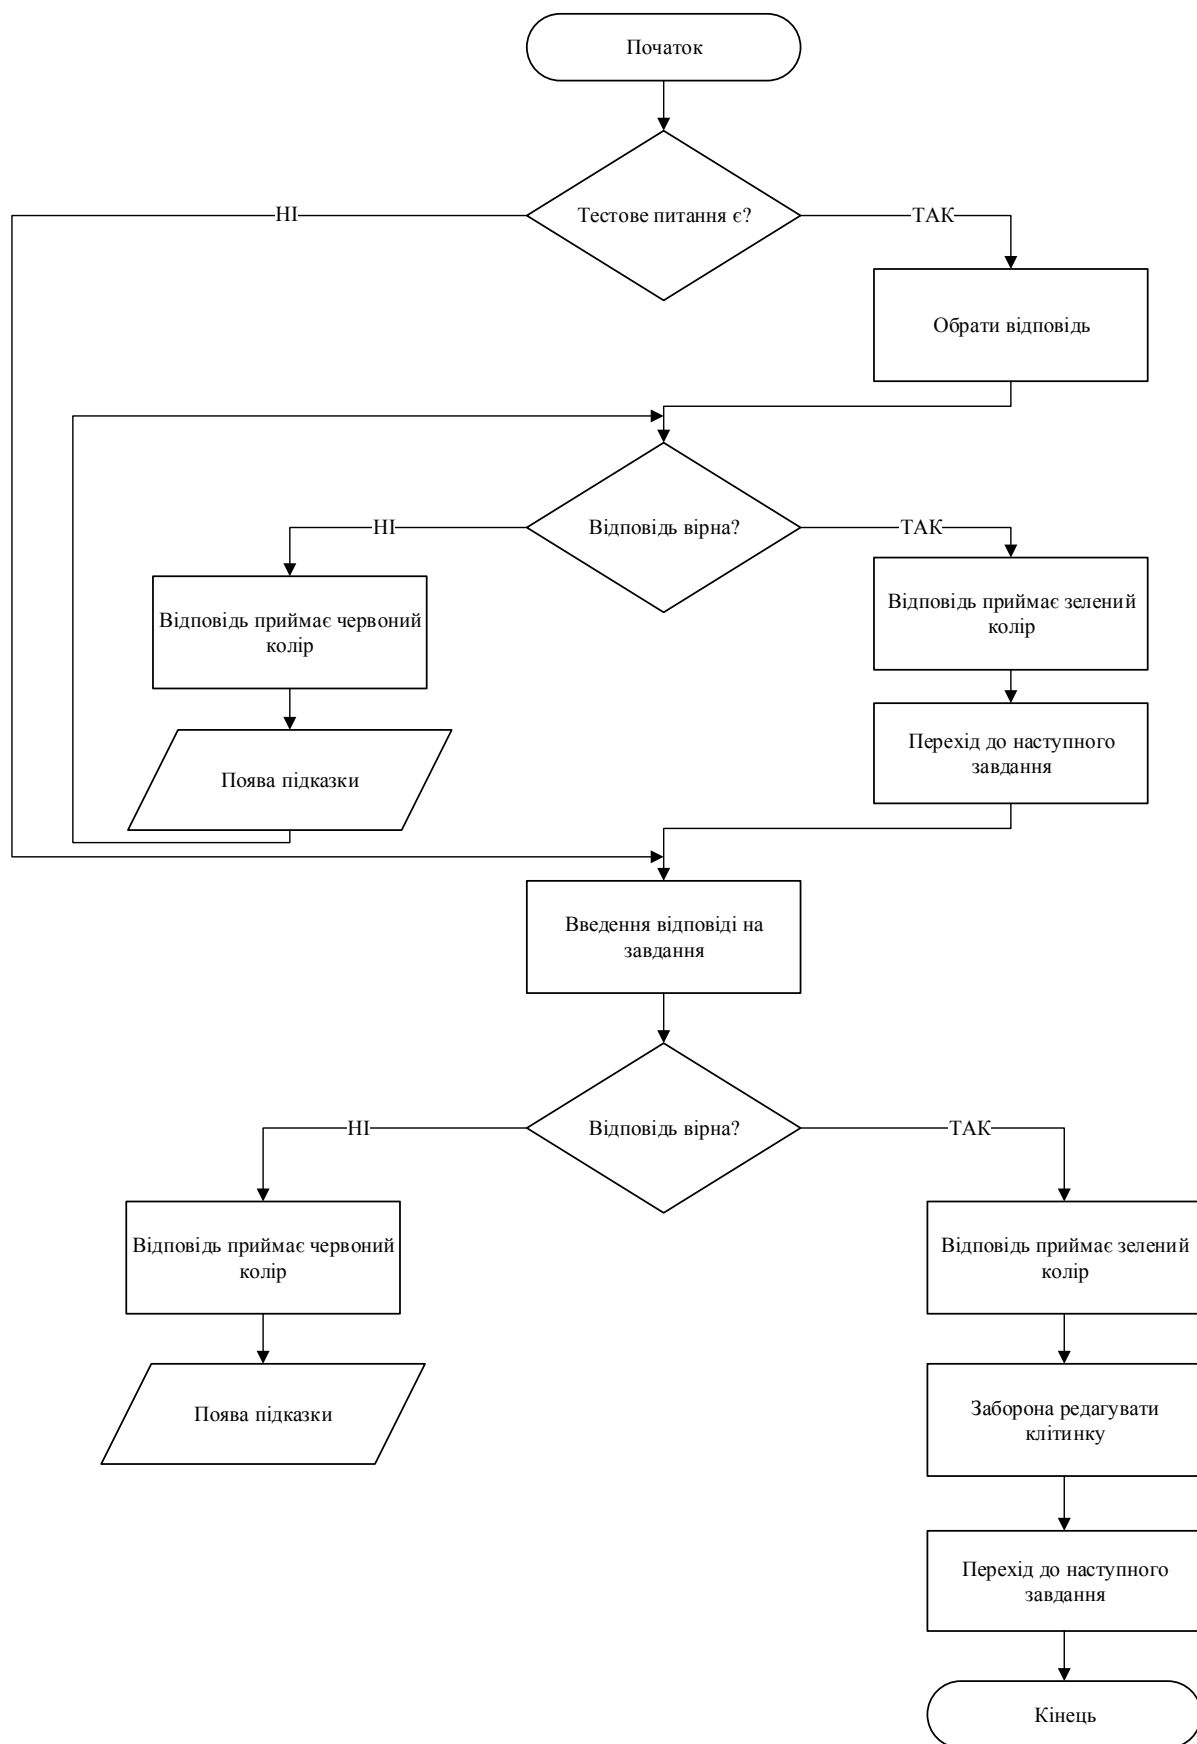 Початок
Тестове питання є?
НІ
ТАК
Обрати відповідь
Відповідь вірна?
НІ
ТАК
Відповідь приймає червоний
колір
Відповідь приймає зелений
колір
Поява підказки
Перехід до наступного
завдання
Введення відповіді на
завдання
Відповідь вірна?
НІ
ТАК
Відповідь приймає червоний
колір
Відповідь приймає зелений
колір
Поява підказки
Заборона редагувати
клітинку
Перехід до наступного
завдання
Кінець